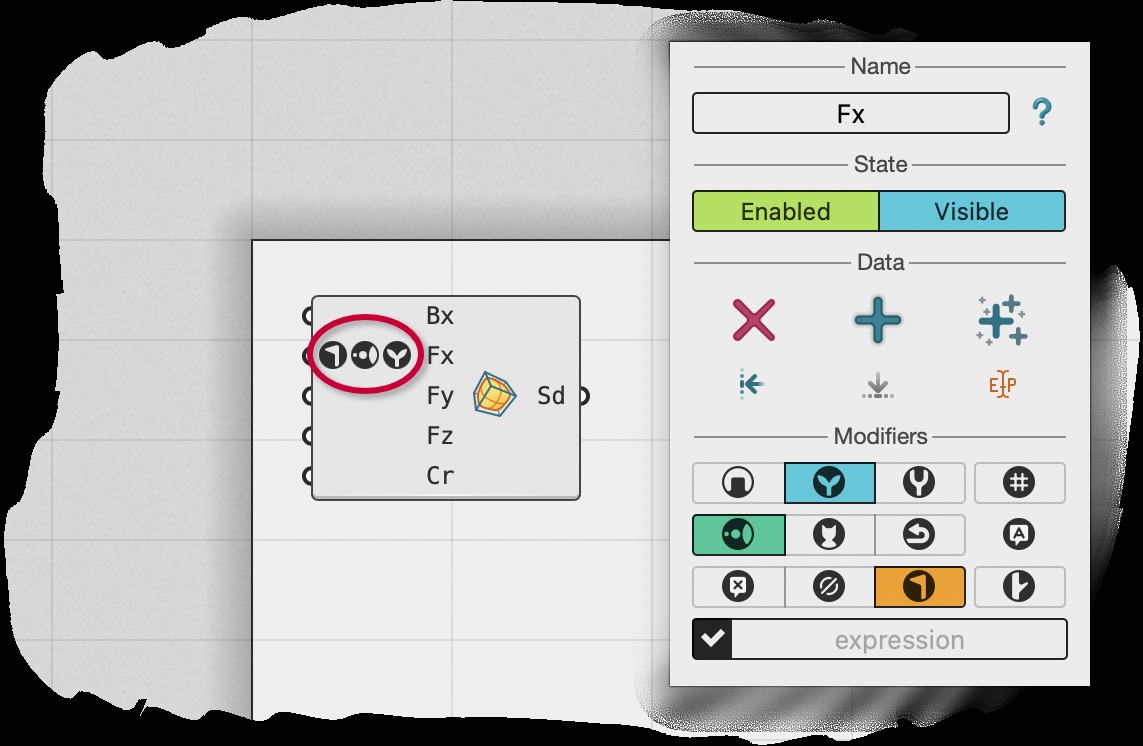 Name
Fx
?
State
Enabled Visible
Data
Bx
Fx
Fy
Sd
Fz
Cr
E P
Modifiers
#
A
expression